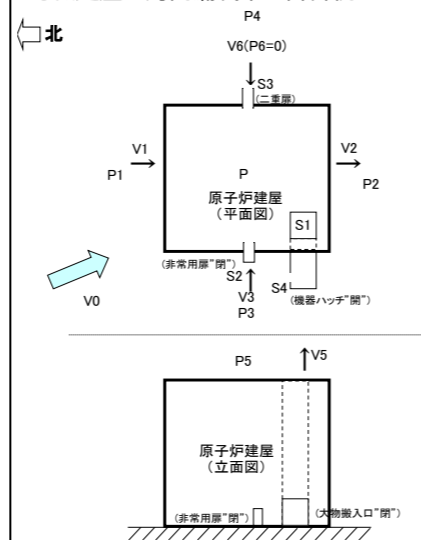 P4
北
V6(P6=0)
S3
(二重扉)
V1
V2
P1
P
P2
原子炉建屋
(平面図)
S1
(非常用扉"閉")
S2
S4
V3
(機器ハッチ"開")
V0
P3
P5
V5
原子炉建屋
(立面図)
(非常用扉"閉")
(大物搬入口"閉")